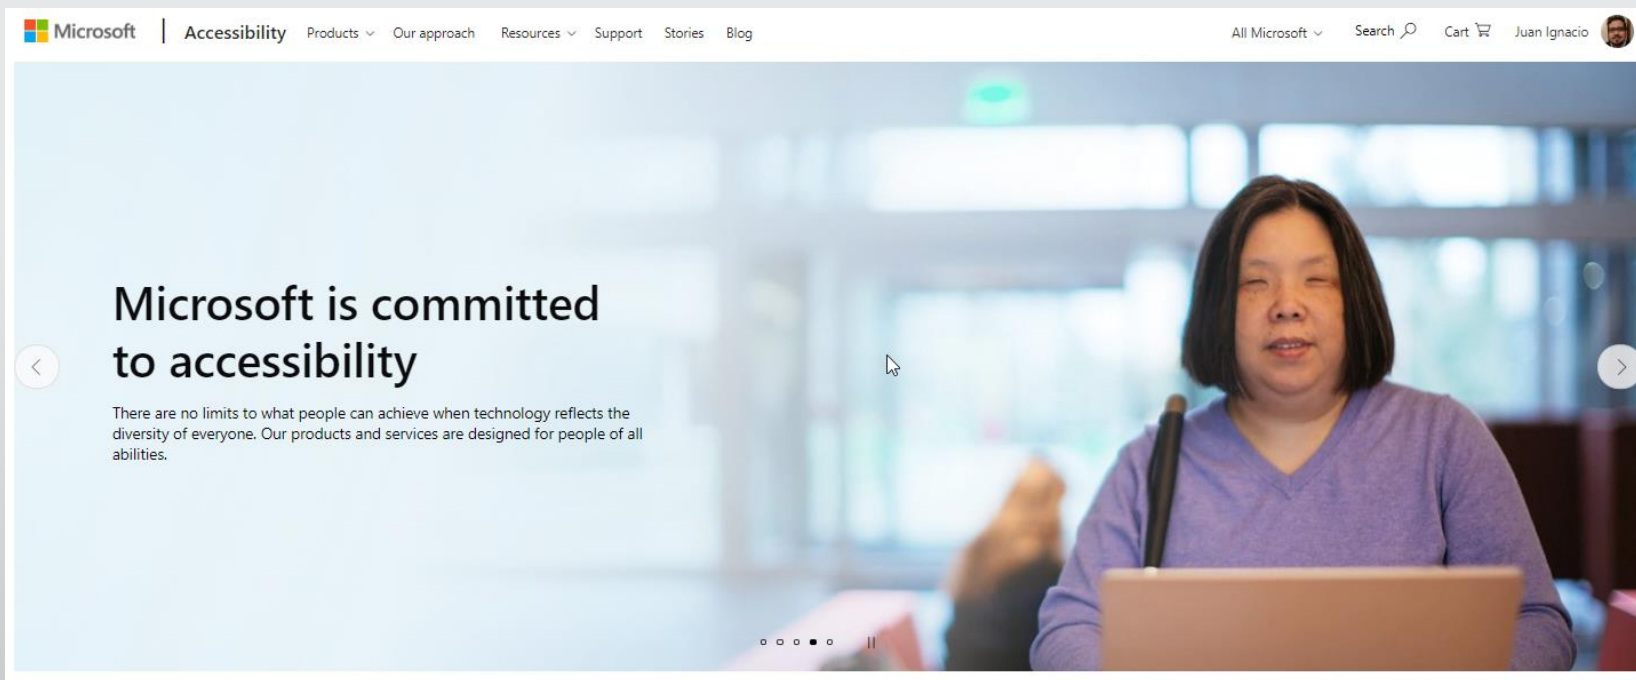 Microsoft | Accessibility Products Our approach Resources Support Stories Blog All Microsoft Search Cart Juan Ignacio
Microsoft is committed
to accessibility
There are no limits to what people can achieve when technology reflects the
diversity of everyone. Our products and services are designed for people of all
abilities.